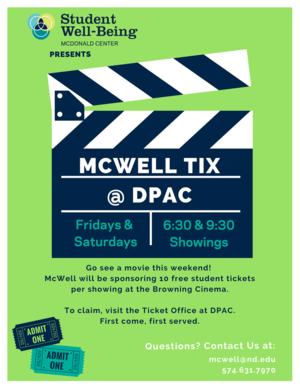 Student
Well-Being
MCDONALD CENTER
PRESENTS
MCWELL TIX
@ DPAC
Fridays &
Saturdays
6:30 & 9:30
Showings
Go see a movie this weekend!
McWell will be sponsoring 10 free student tickets
per showing at the Browning Cinema.
To claim, visit the Ticket Office at DPAC.
First come, first served.
ADMIT
ONE
ADMIT
ONE
Questions? Contact Us at:
mcwell@nd.edu
574.631.7970